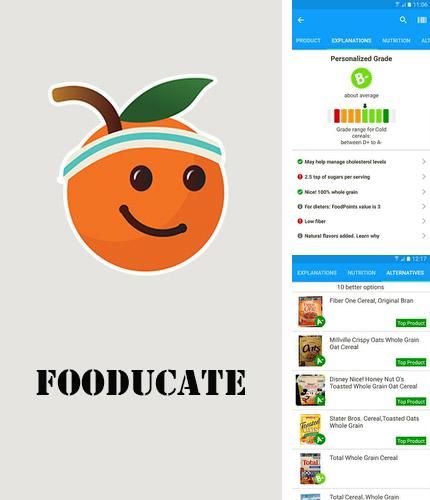 FOODUCATE
11:06
PRODUCT EXPLANATIONS NUTRITION
Personalized Grade
B-
about average
Grade range for Cold
cereals:
between D+ to A-
May help manage cholesterol levels
2.5 tsp of sugars per serving
Nice! 100% whole grain
For dieters: FoodPoints value is 3
Low fiber
Natural flavors added. Learn why
12:17
EXPLANATIONS NUTRITION ALTERNATIVES
10 better options
Fiber One Cereal, Original Bran
Top Product
Millville Crispy Oats Whole Grain
Oat Cereal
Top Product
Disney Nice! Honey Nut O's
Toasted Whole Grain Oat Cereal
Top Product
Stater Bros. Cereal,Toasted Oats
Whole Grain
Top Product
Total Whole Grain Cereal
Total Cereal, Whole Grain